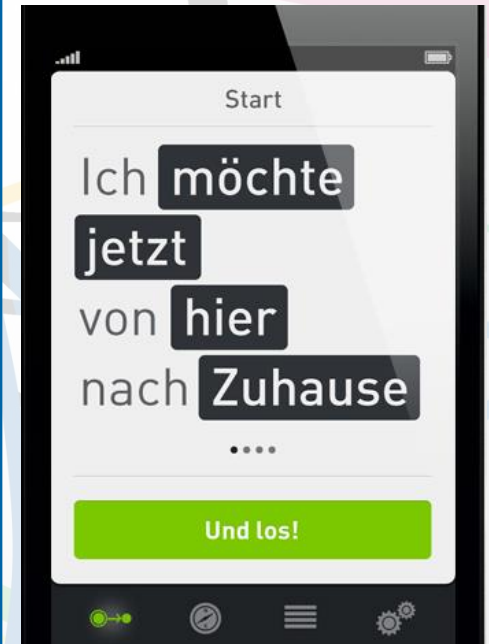 Start
Ich möchte
jetzt
von hier
nach Zuhause
Und los!